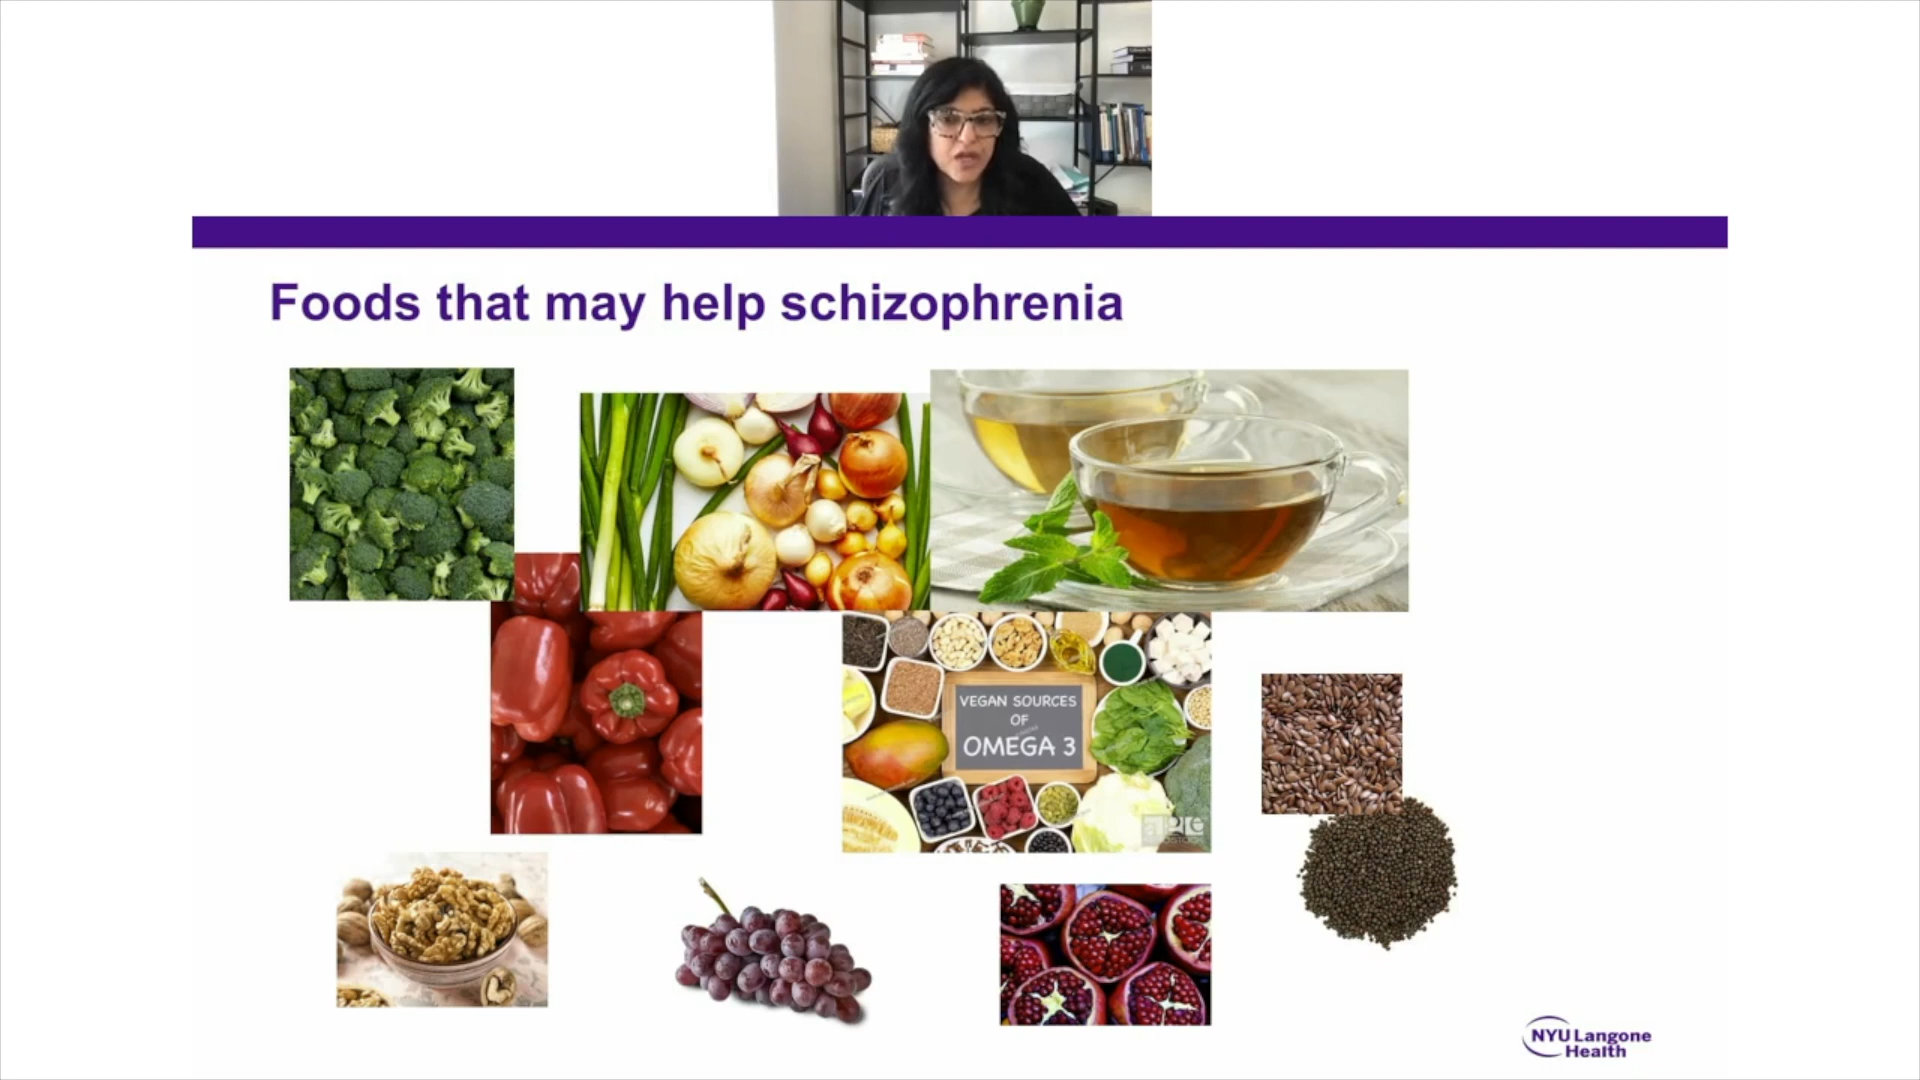 Foods that may help schizophrenia
VEGAN SOURCES
OF
OMEGA 3
NYU Langone
Health